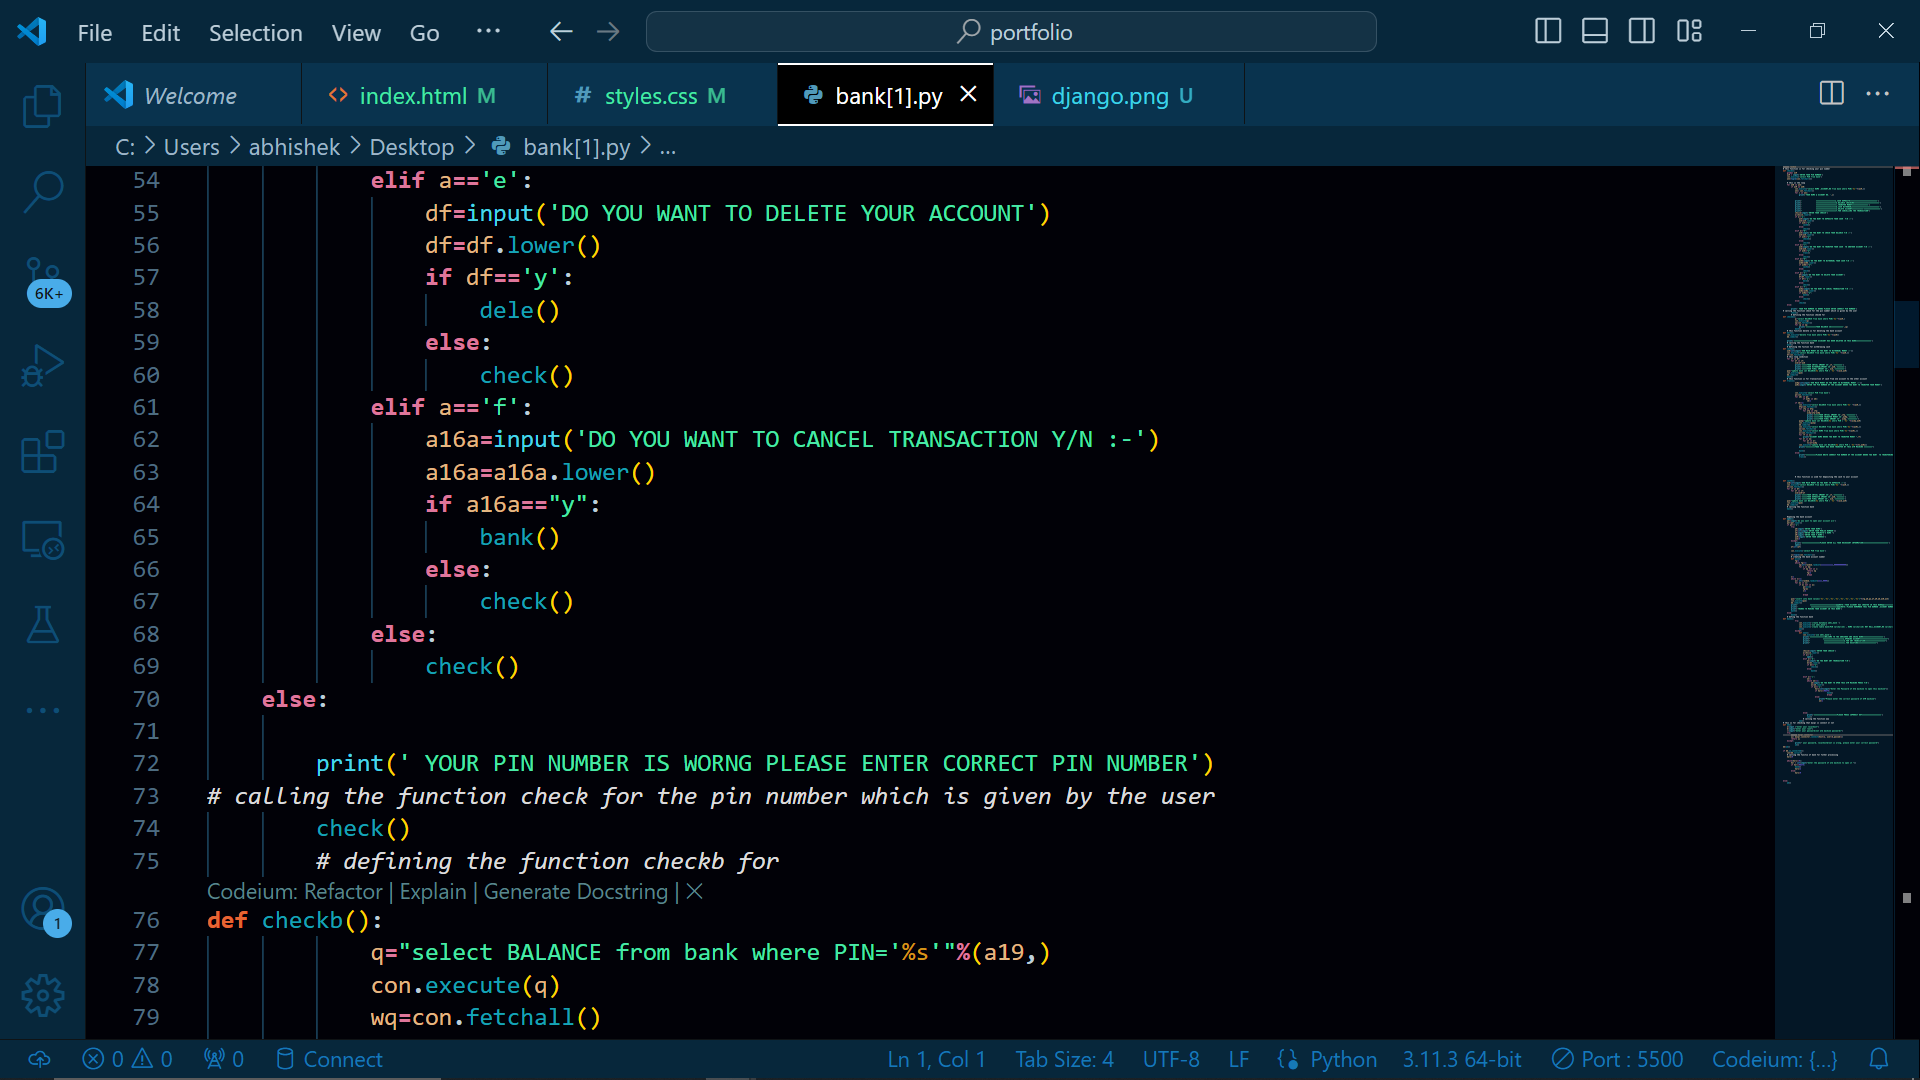 File Edit Selection View Go ··· portfolio
Welcome index.html M styles.css M bank[1].py django.png U
C: > Users > abhishek > Desktop > bank[1].py > ...
54 elif a=='e':
55 df=input('DO YOU WANT TO DELETE YOUR ACCOUNT')
56 df=df.lower()
57 if df=='y':
58 dele()
59 else:
60 check()
61 elif a=='f':
62 a16a=input('DO YOU WANT TO CANCEL TRANSACTION Y/N :-')
63 a16a=a16a.lower()
64 if a16a=="y":
65 bank()
66 else:
67 check()
68 else:
69 check()
70 else:
71
72 print(' YOUR PIN NUMBER IS WORNG PLEASE ENTER CORRECT PIN NUMBER')
73 # calling the function check for the pin number which is given by the user
74 check()
75 # defining the function checkb for
Codeium: Refactor | Explain | Generate Docstring | ×
76 def checkb():
77 q="select BALANCE from bank where PIN='%s'"%(a19,)
78 con.execute(q)
79 wq=con.fetchall()
6K+
1
0 0 0 Connect Ln 1, Col 1 Tab Size: 4 UTF-8 LF Python 3.11.3 64-bit Port : 5500 Codeium: {...}